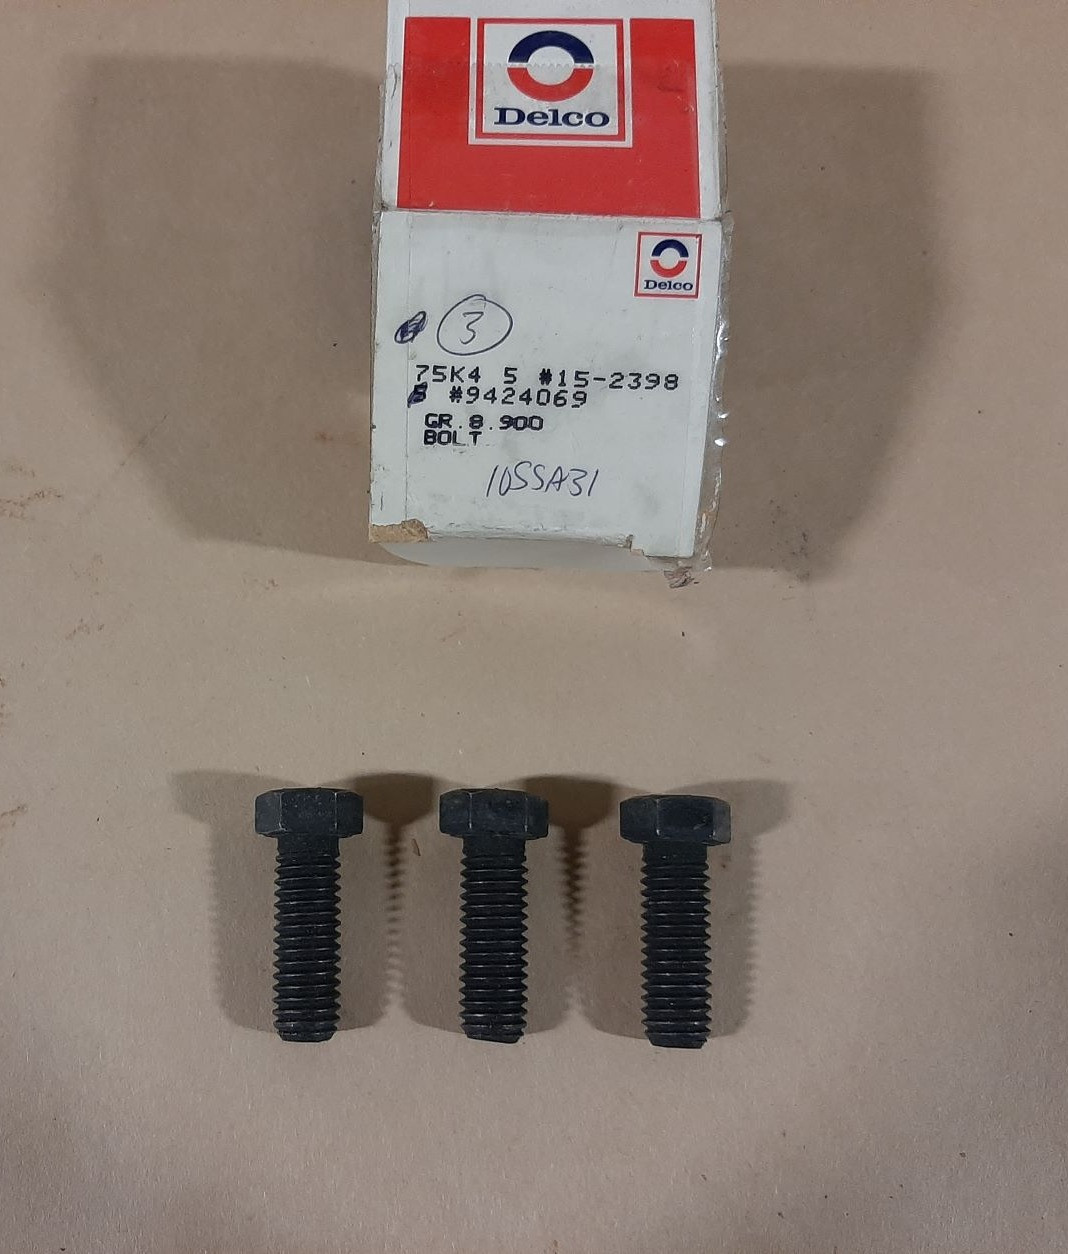 Delco
Delco
3
75K4 5 #15-2398
#9424069
GR.8.900
BOLT
10SSA31